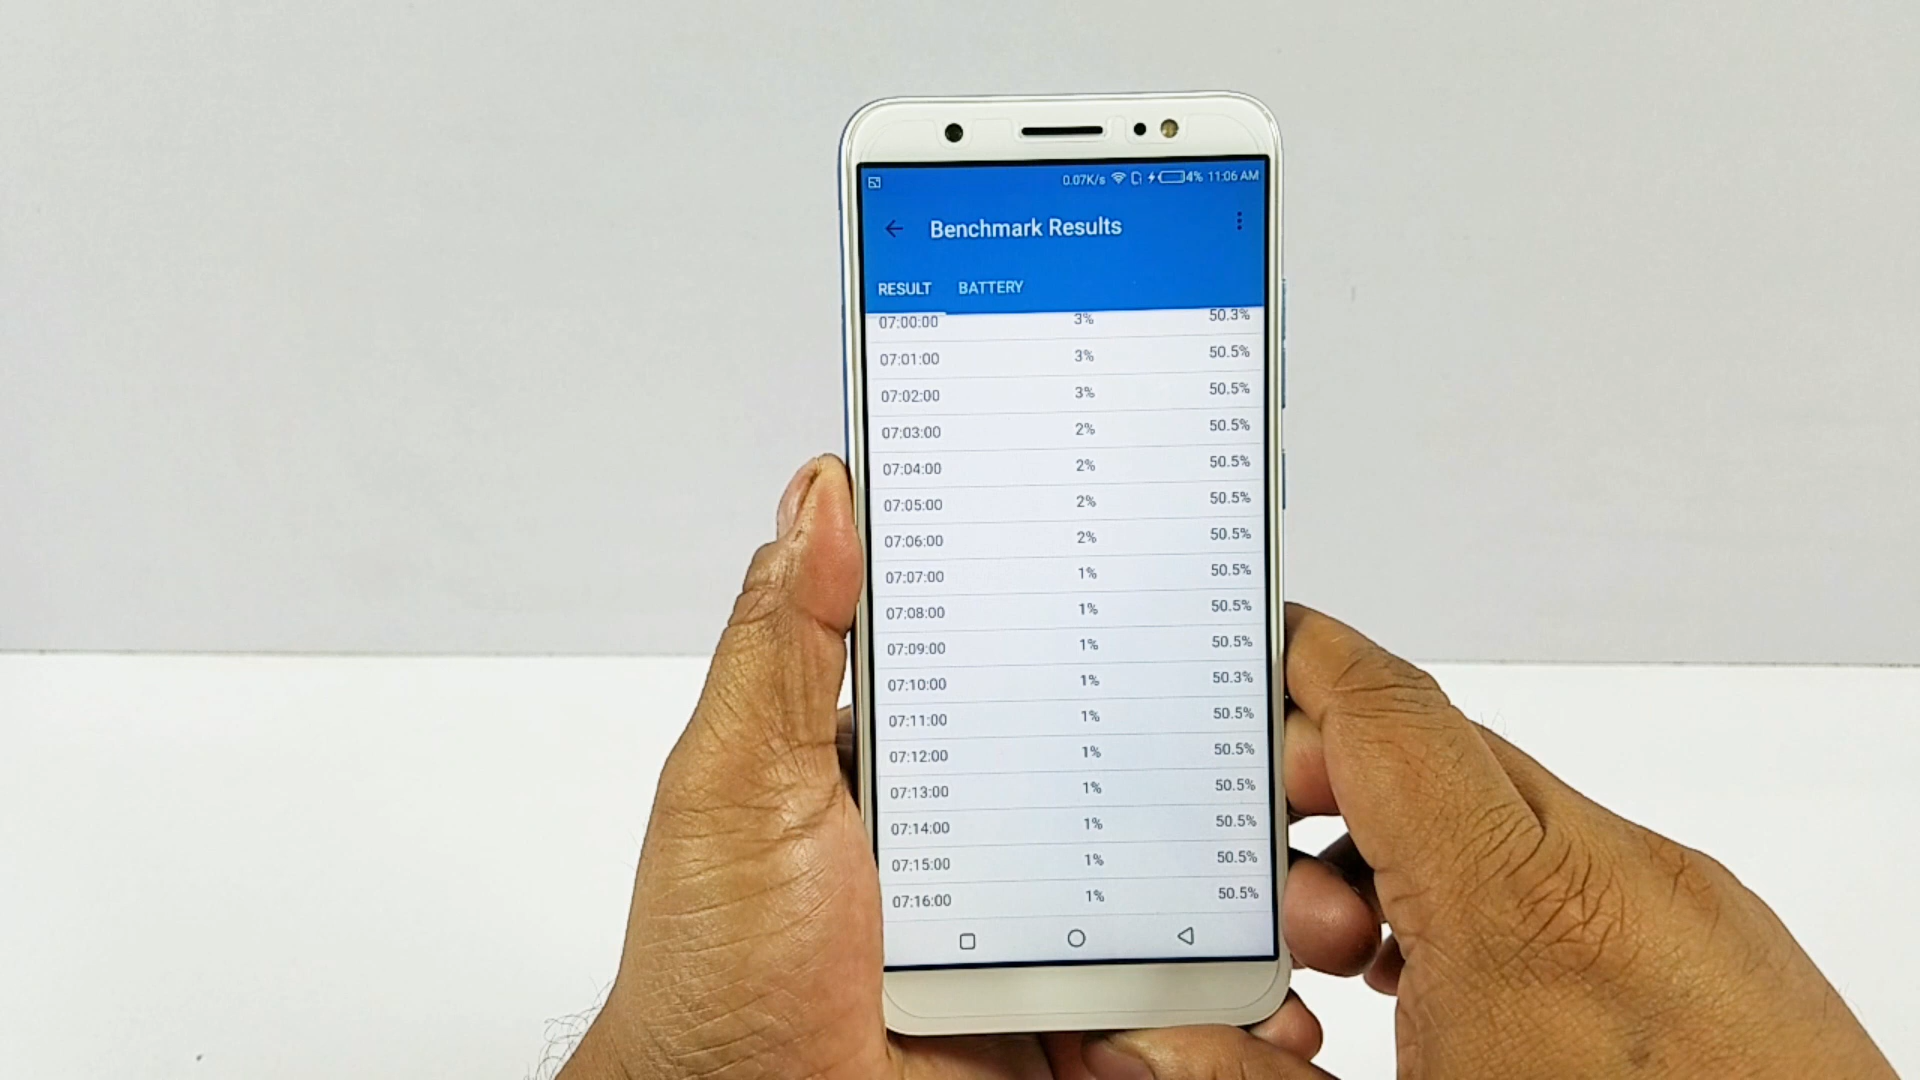 0.07K/s 4% 11:06 AM
Benchmark Results
RESULT BATTERY
07:00:00 3% 50.3%
07:01:00 3% 50.5%
07:02:00 3% 50.5%
07:03:00 2% 50.5%
07:04:00 2% 50.5%
07:05:00 2% 50.5%
07:06:00 2% 50.5%
07:07:00 1% 50.5%
07:08:00 1% 50.5%
07:09:00 1% 50.5%
07:10:00 1% 50.3%
07:11:00 1% 50.5%
07:12:00 1% 50.5%
07:13:00 1% 50.5%
07:14:00 1% 50.5%
07:15:00 1% 50.5%
07:16:00 1% 50.5%